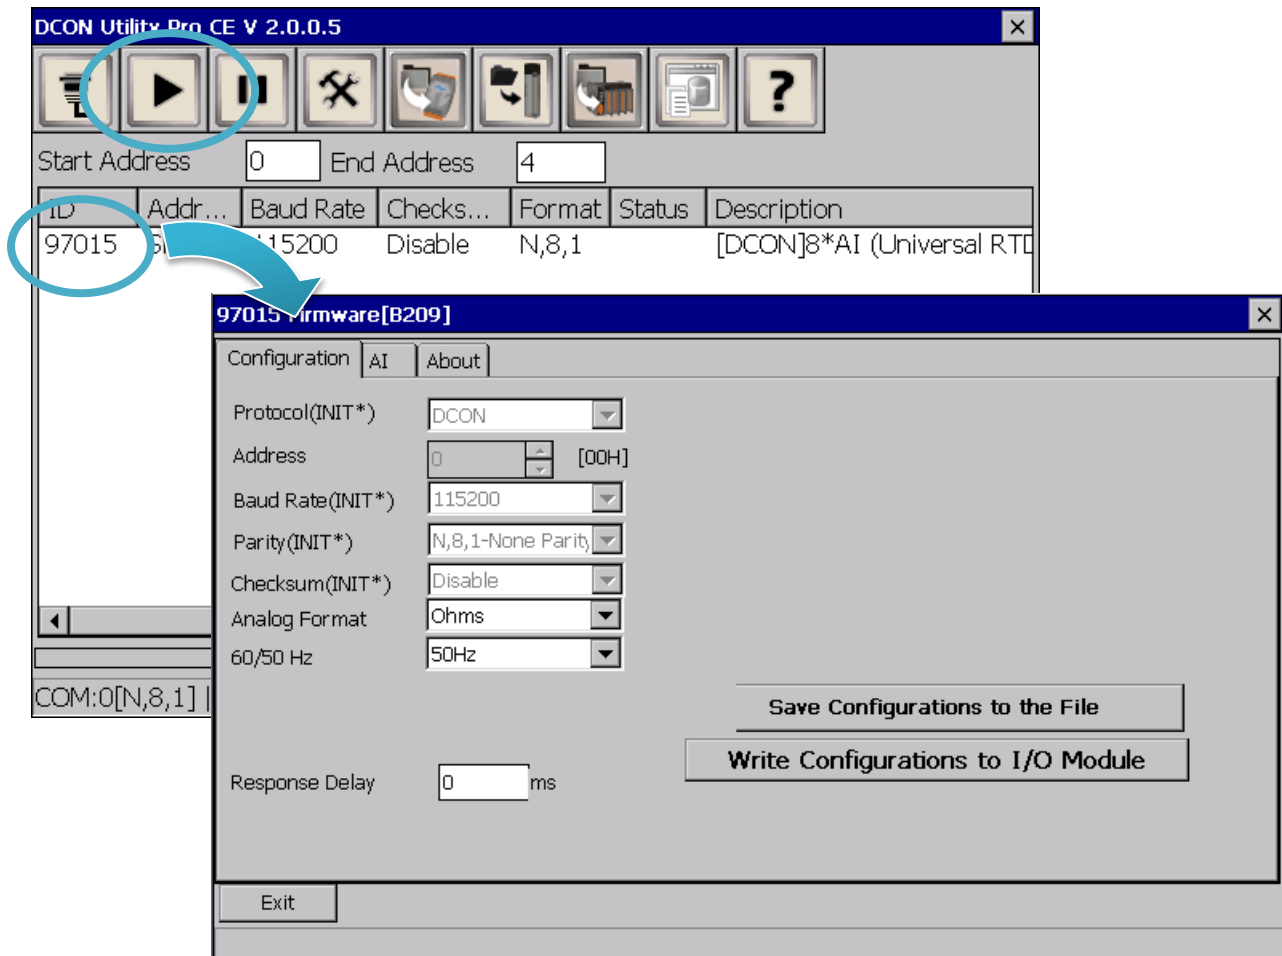 DCON Utility Pro CE V 2.0.0.5
?
Start Address 0 End Address 4
ID Addr... Baud Rate Checks... Format Status Description
97015 115200 Disable N,8,1 [DCON]8*AI (Universal RTD
97015 Firmware[B209]
Configuration AI About
Protocol(INIT*) DCON
Address 0 [00H]
Baud Rate(INIT*) 115200
Parity(INIT*) N,8,1-None Parity
Checksum(INIT*) Disable
Analog Format Ohms
60/50 Hz 50Hz
COM:0[N,8,1] |
Save Configurations to the File
Write Configurations to I/O Module
Response Delay 0 ms
Exit